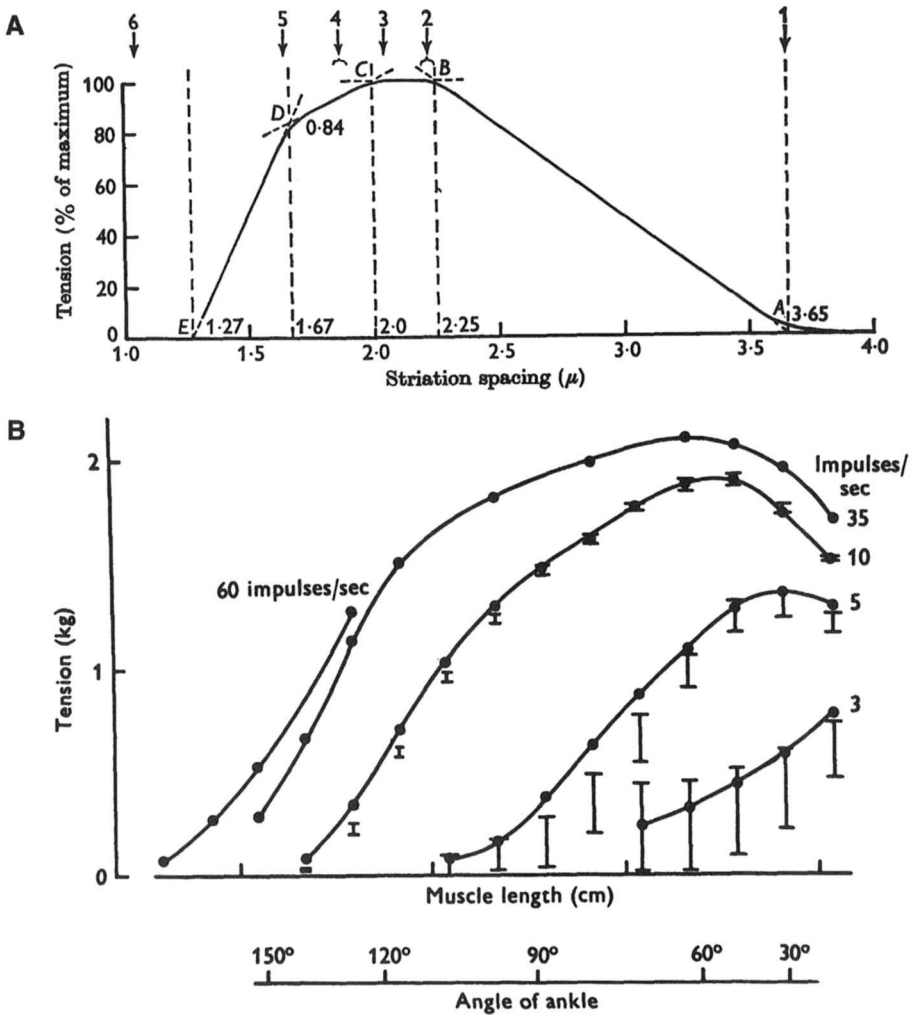 A
6 5 4 3 2 1
Tension (% of maximum)
100
80
60
40
20
0
D
C
B
0·84
E
1·27
1·67
2·0
2·25
A
3·65
1·0 1·5 2·0 2·5 3·0 3·5 4·0
Striation spacing (μ)
B
Tension (kg)
2
1
0
60 impulses/sec
Impulses/
sec
35
10
5
3
Muscle length (cm)
150° 120° 90° 60° 30°
Angle of ankle